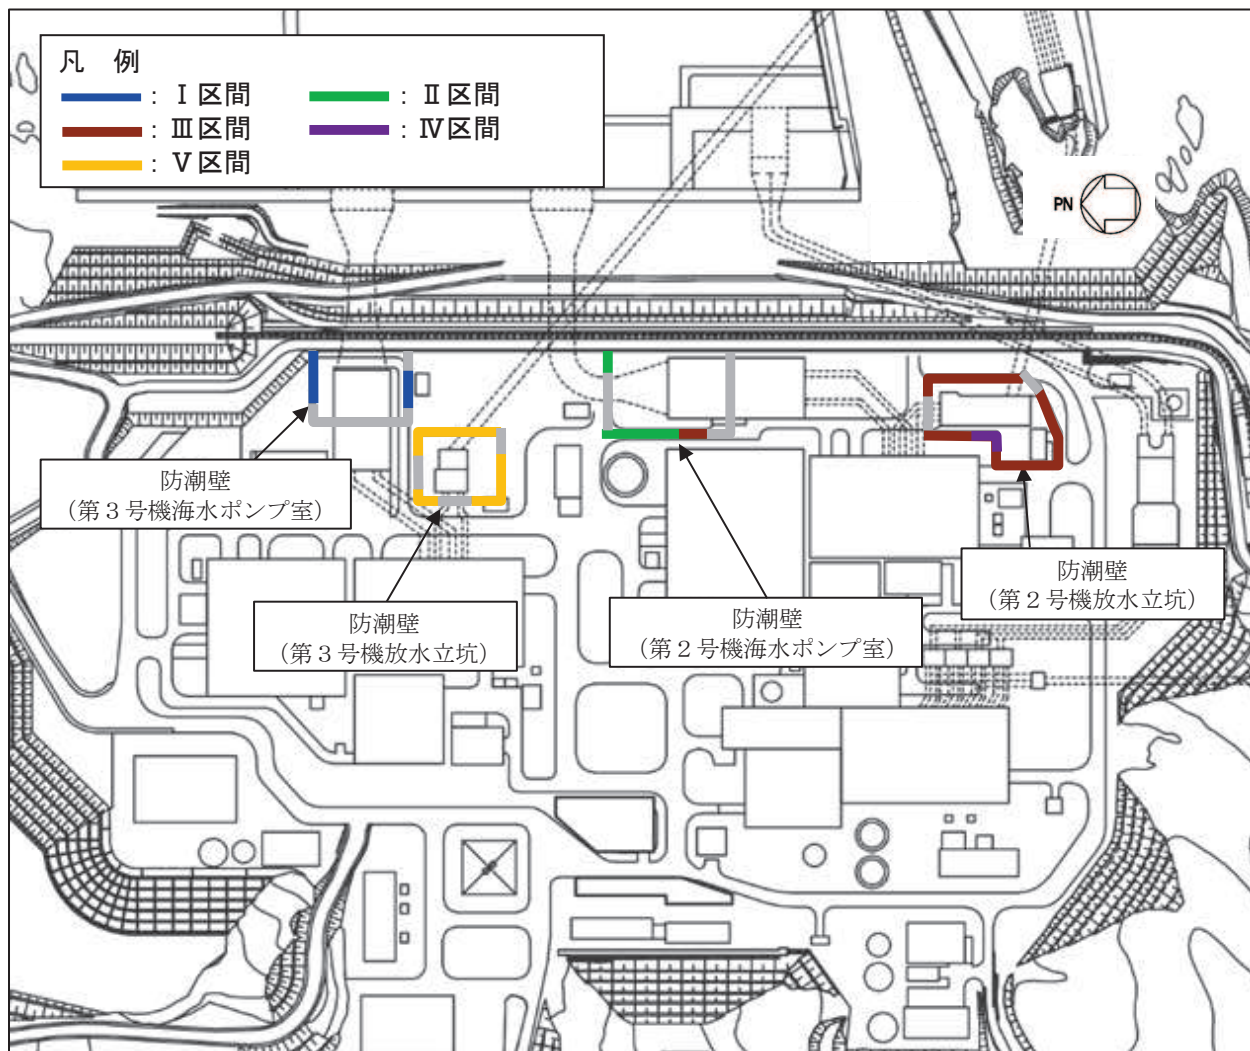 凡 例
: Ⅰ区間
: Ⅱ区間
: Ⅲ区間
: Ⅳ区間
: Ⅴ区間
PN
防潮壁
(第3号機海水ポンプ室)
防潮壁
(第2号機放水立坑)
防潮壁
(第3号機放水立坑)
防潮壁
(第2号機海水ポンプ室)